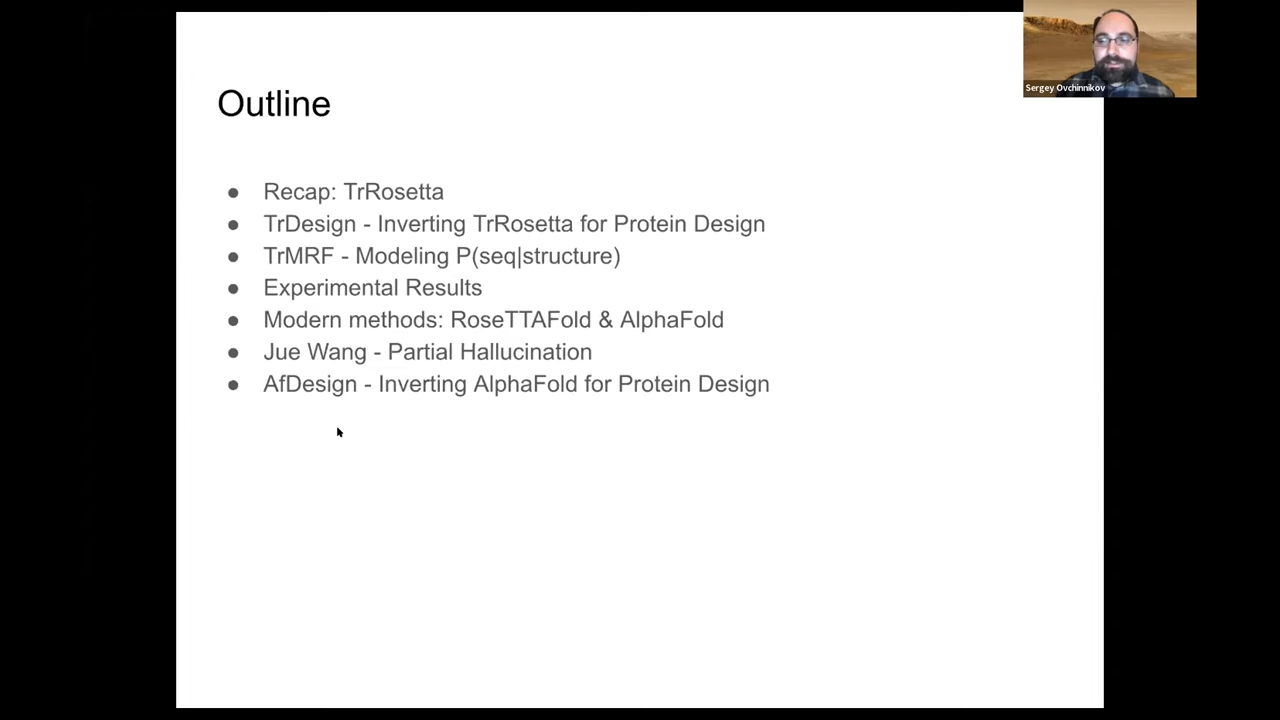 Sergey Ovchinnikov
Outline
● Recap: TrRosetta
● TrDesign - Inverting TrRosetta for Protein Design
● TrMRF - Modeling P(seq|structure)
● Experimental Results
● Modern methods: RoseTTAFold & AlphaFold
● Jue Wang - Partial Hallucination
● AfDesign - Inverting AlphaFold for Protein Design